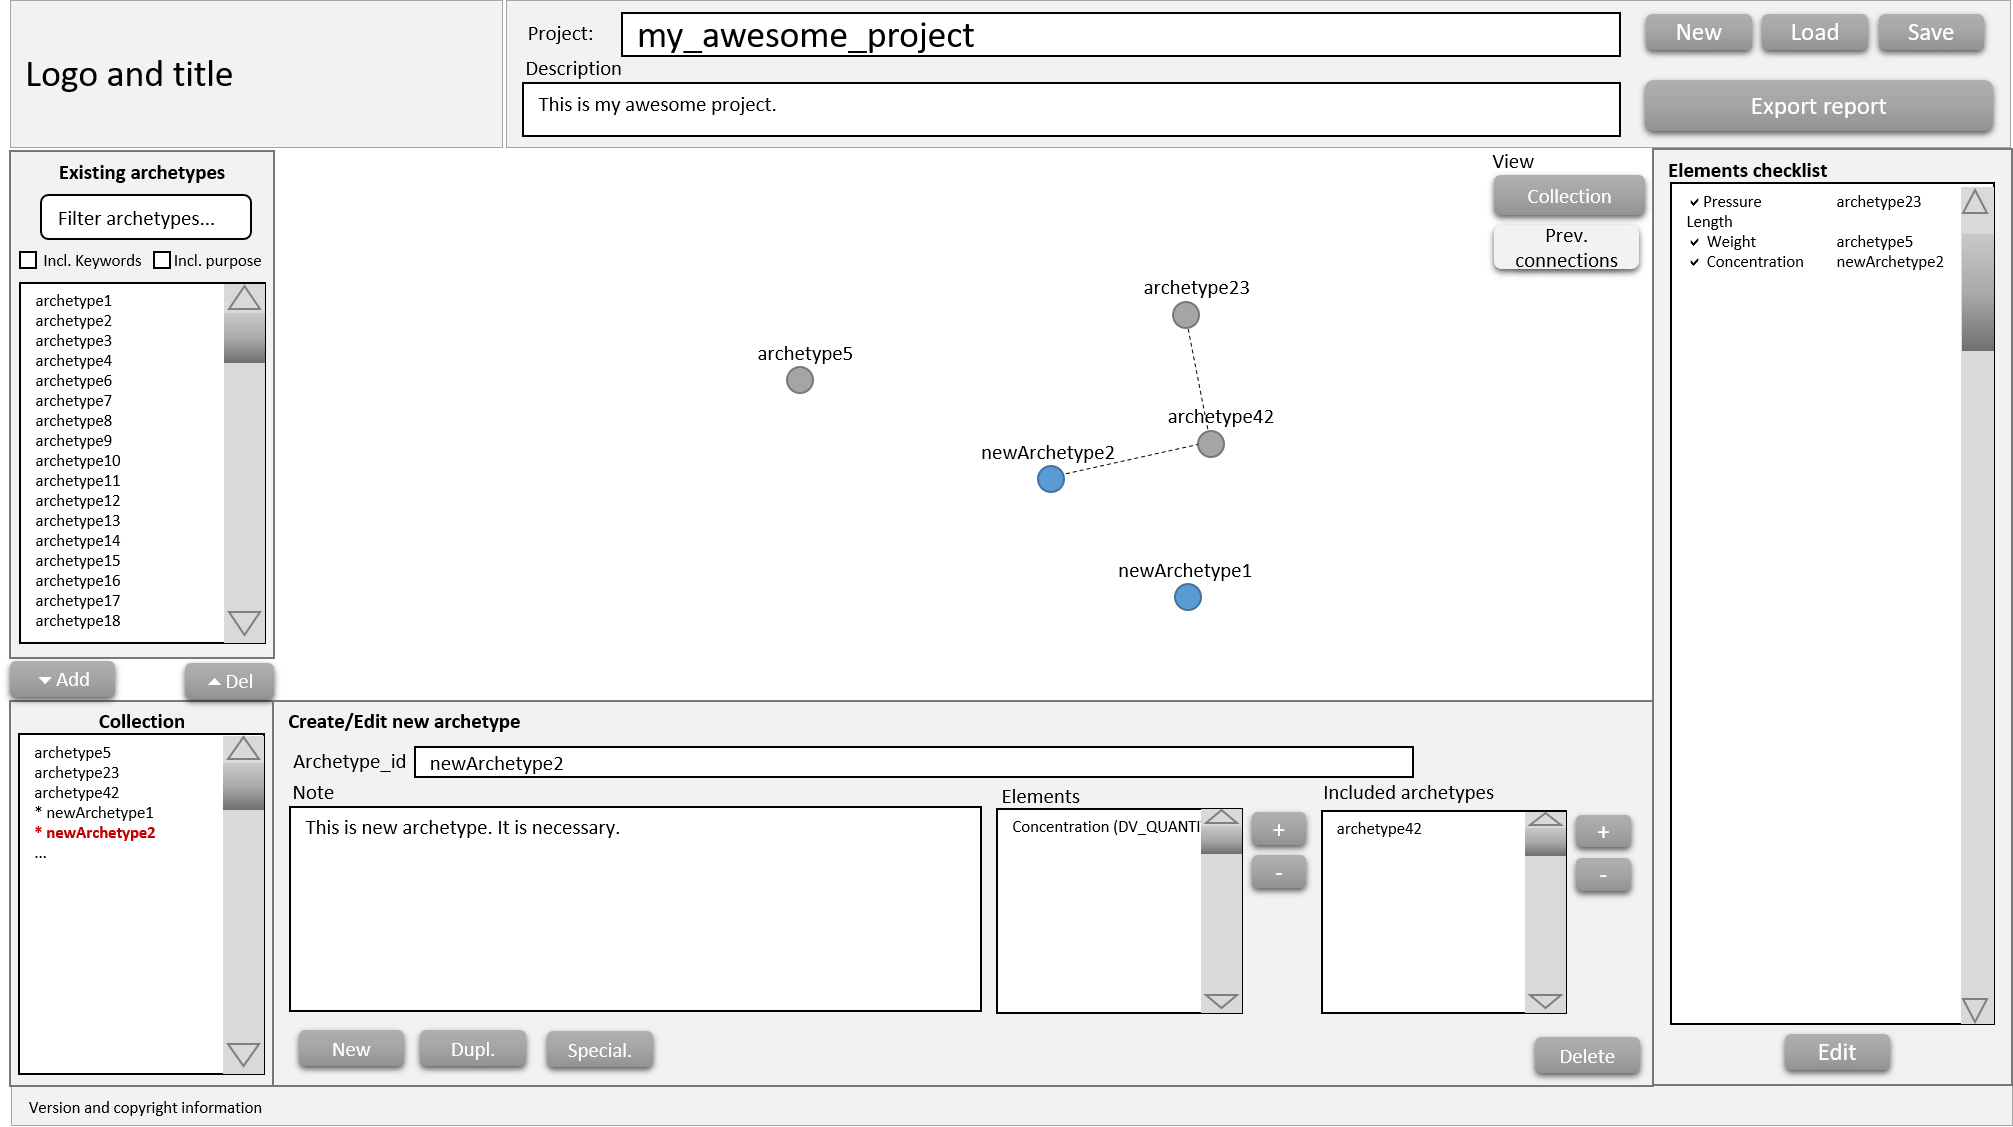 Logo and title
Project:
my_awesome_project
New
Load
Save
Description
This is my awesome project.
Export report
Existing archetypes
Filter archetypes...
Incl. Keywords
Incl. purpose
archetype1
archetype2
archetype3
archetype4
archetype6
archetype7
archetype8
archetype9
archetype10
archetype11
archetype12
archetype13
archetype14
archetype15
archetype16
archetype17
archetype18
Add
Del
View
Collection
Prev.
connections
archetype23
archetype5
archetype42
newArchetype2
newArchetype1
Elements checklist
Pressure archetype23
Length
Weight archetype5
Concentration newArchetype2
Edit
Collection
archetype5
archetype23
archetype42
* newArchetype1
* newArchetype2
...
Create/Edit new archetype
Archetype_id
newArchetype2
Note
This is new archetype. It is necessary.
Elements
Concentration (DV_QUANTI
+
-
Included archetypes
archetype42
+
-
New
Dupl.
Special.
Delete
Version and copyright information